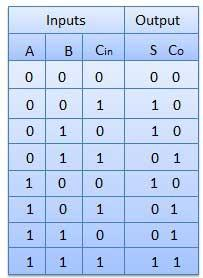 Inputs Output
A B Cin S Co
0 0 0 0 0
0 0 1 1 0
0 1 0 1 0
0 1 1 0 1
1 0 0 1 0
1 0 1 0 1
1 1 0 0 1
1 1 1 1 1